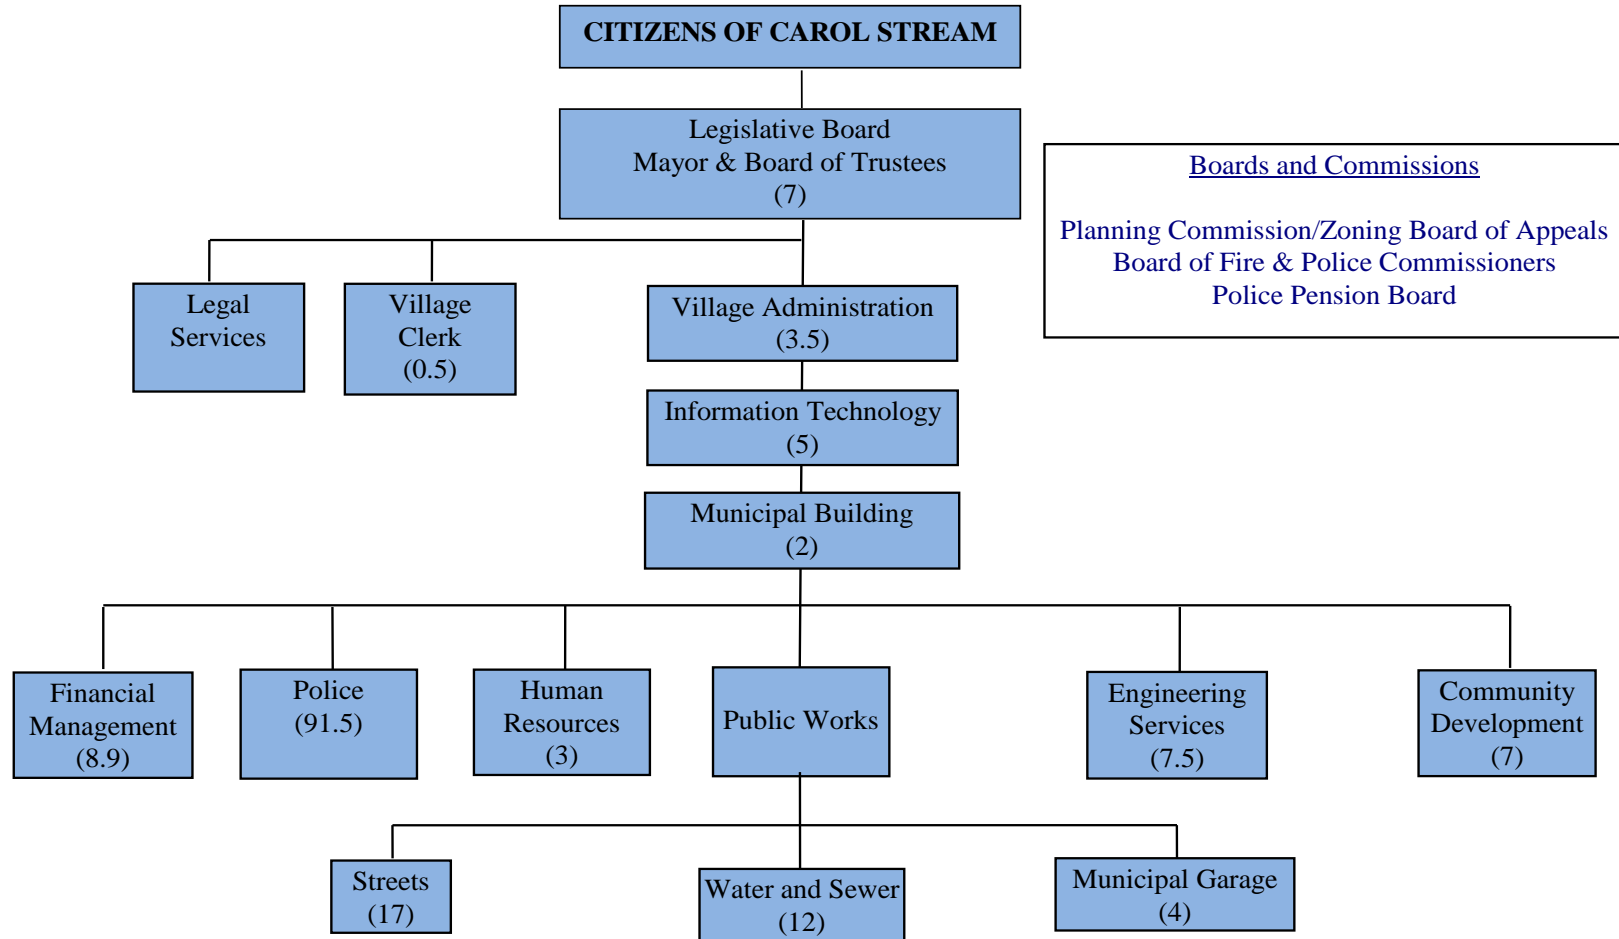 CITIZENS OF CAROL STREAM
Legislative Board
Mayor & Board of Trustees
(7)
Boards and Commissions
Planning Commission/Zoning Board of Appeals
Board of Fire & Police Commissioners
Police Pension Board
Legal
Services
Village
Clerk
(0.5)
Village Administration
(3.5)
Information Technology
(5)
Municipal Building
(2)
Financial
Management
(8.9)
Police
(91.5)
Human
Resources
(3)
Public Works
Engineering
Services
(7.5)
Community
Development
(7)
Streets
(17)
Water and Sewer
(12)
Municipal Garage
(4)